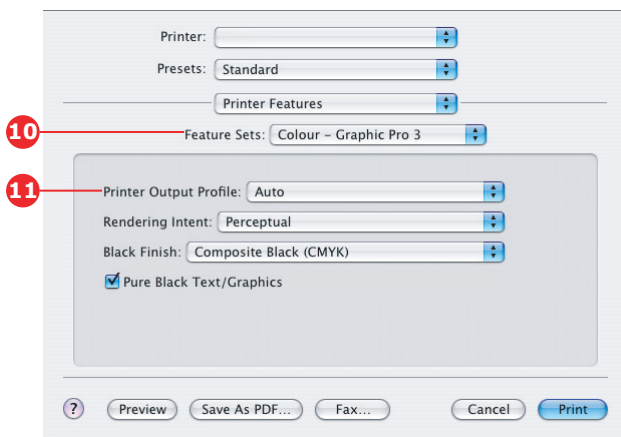 Printer:
Presets: Standard
Printer Features
10 Feature Sets: Colour – Graphic Pro 3
11 Printer Output Profile: Auto
Rendering Intent: Perceptual
Black Finish: Composite Black (CMYK)
Pure Black Text/Graphics
? Preview Save As PDF... Fax... Cancel Print